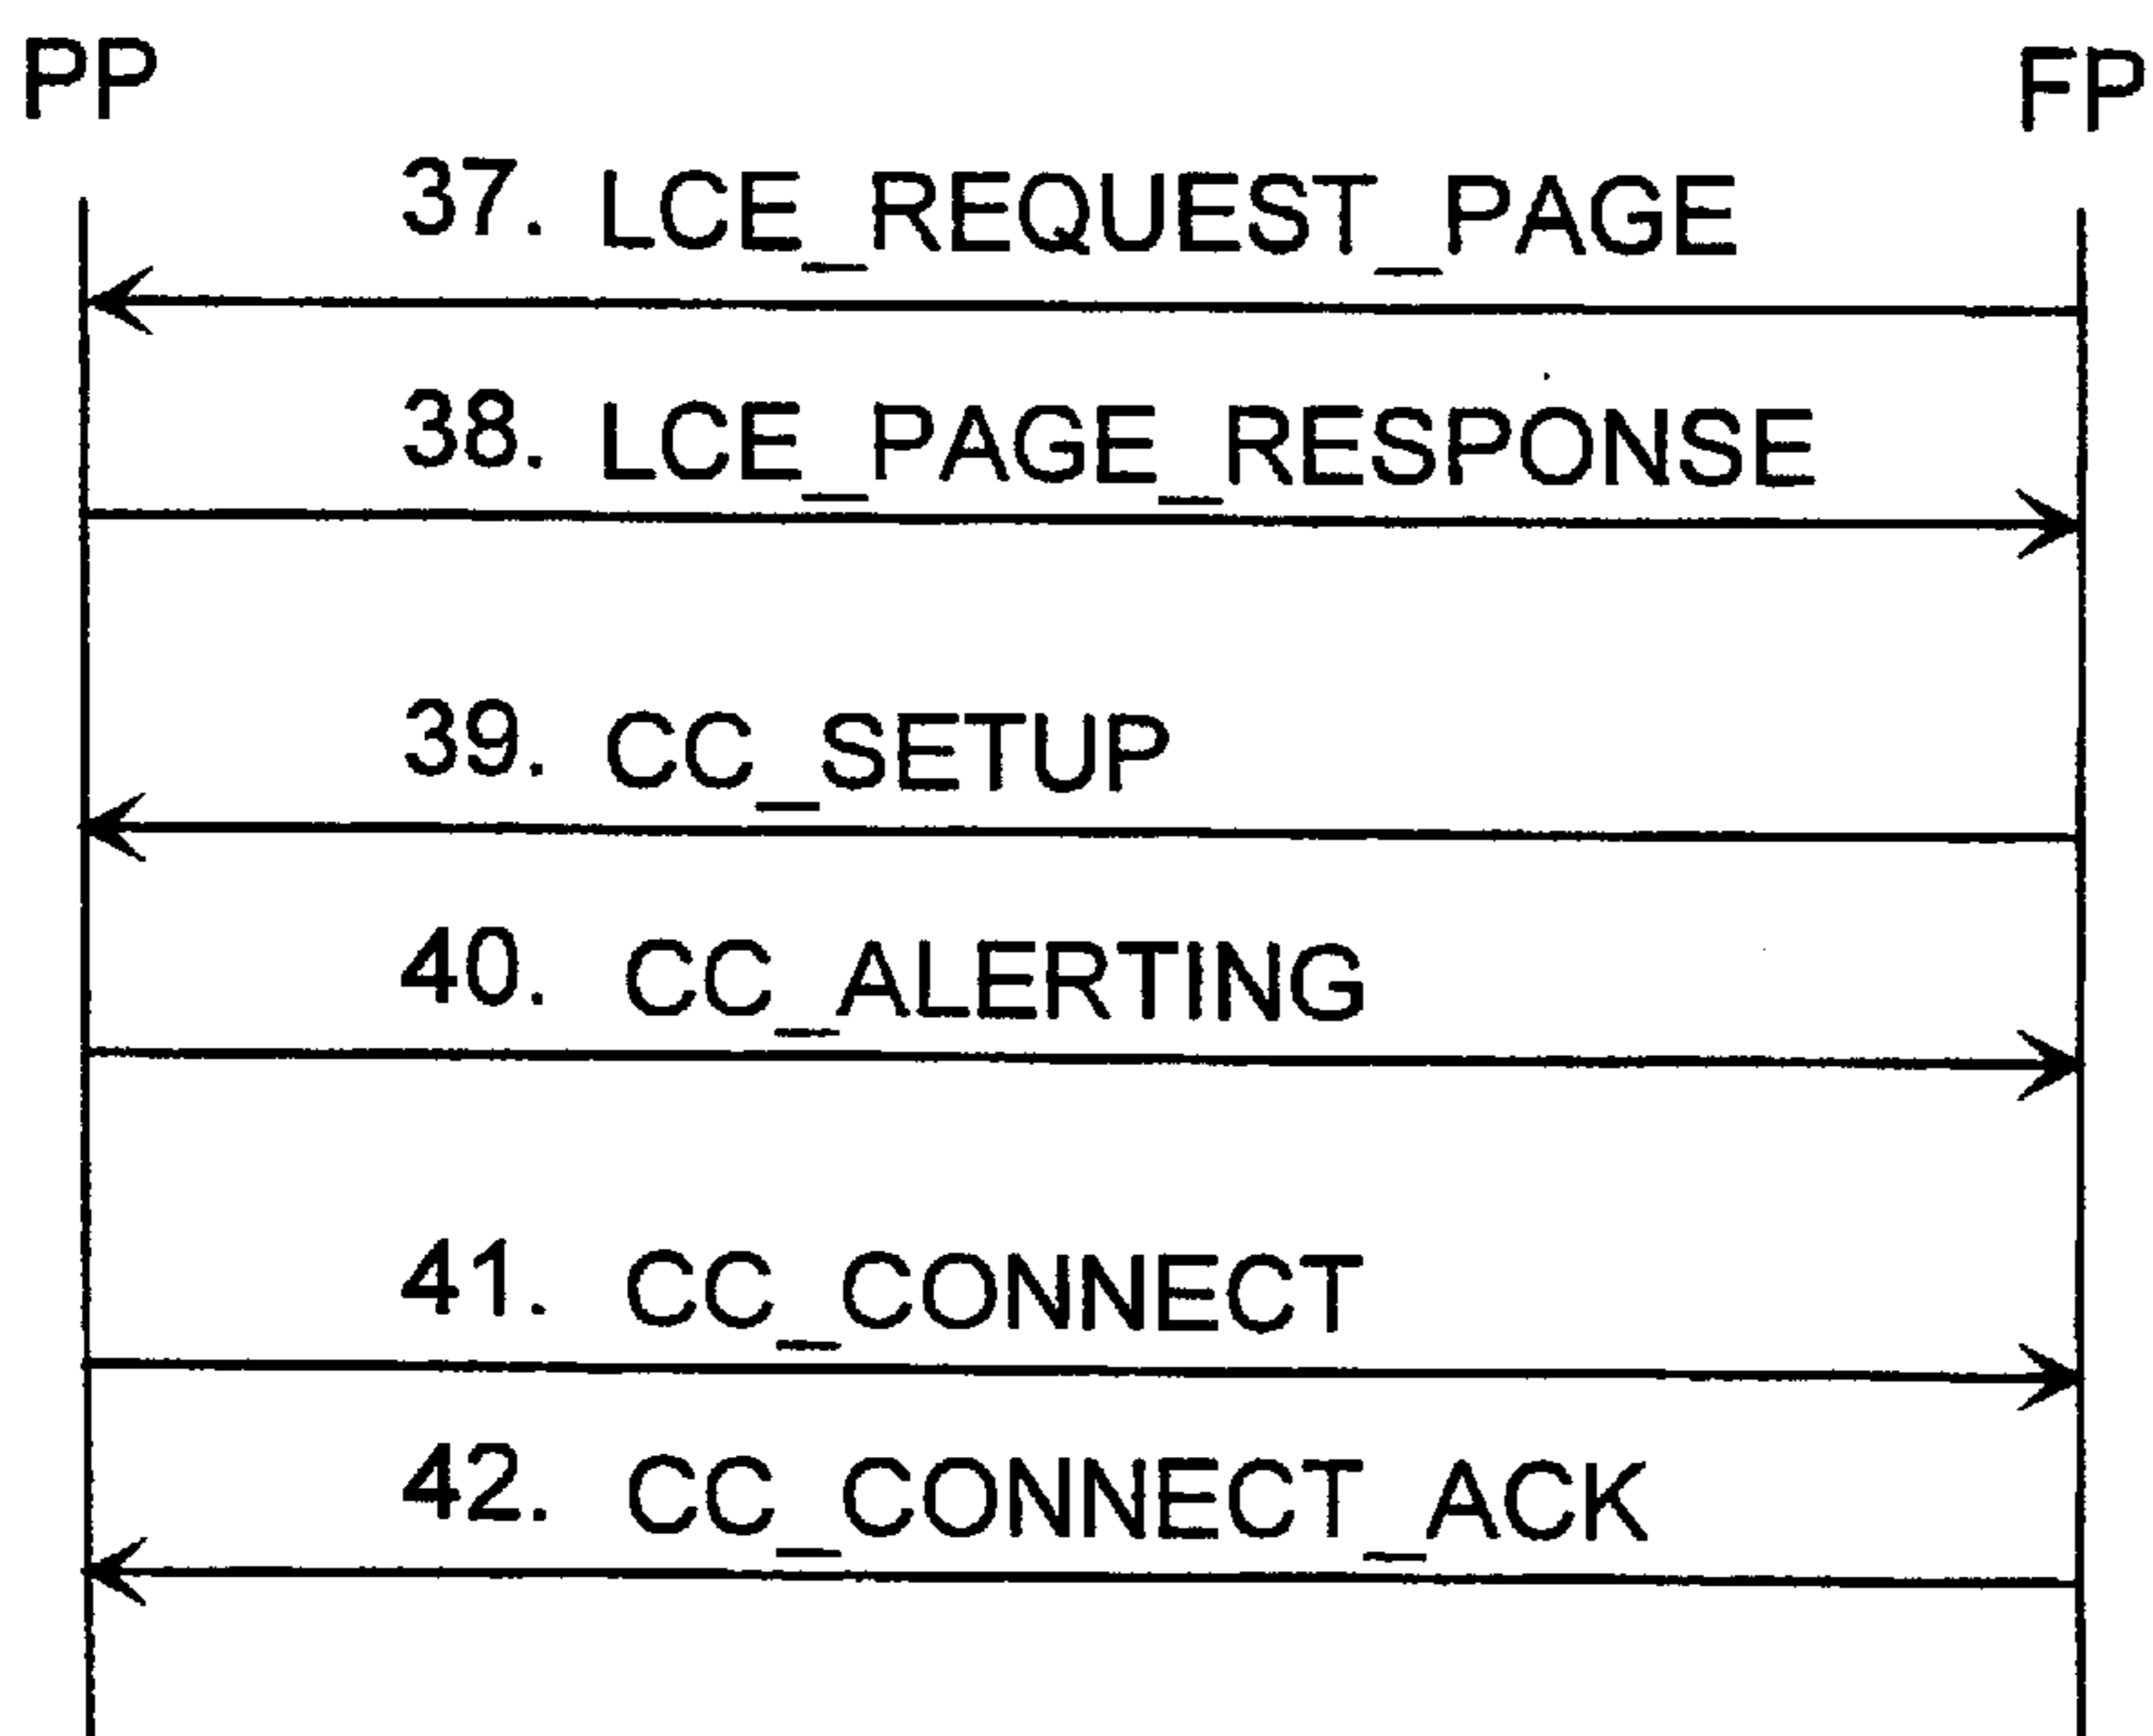 PP FP
37. LCE_REQUEST_PAGE
38. LCE_PAGE_RESPONSE
39. CC_SETUP
40. CC_ALERTING
41. CC_CONNECT
42. CC_CONNECT_ACK